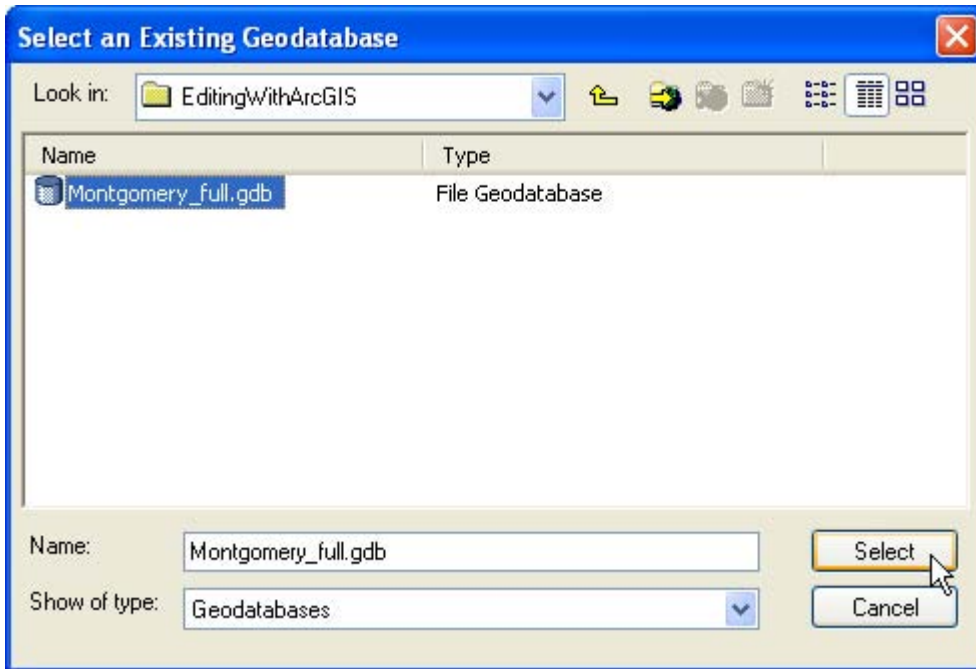 Select an Existing Geodatabase
Look in: EditingWithArcGIS
Name Type
Montgomery_full.gdb File Geodatabase
Name: Montgomery_full.gdb Select
Show of type: Geodatabases Cancel